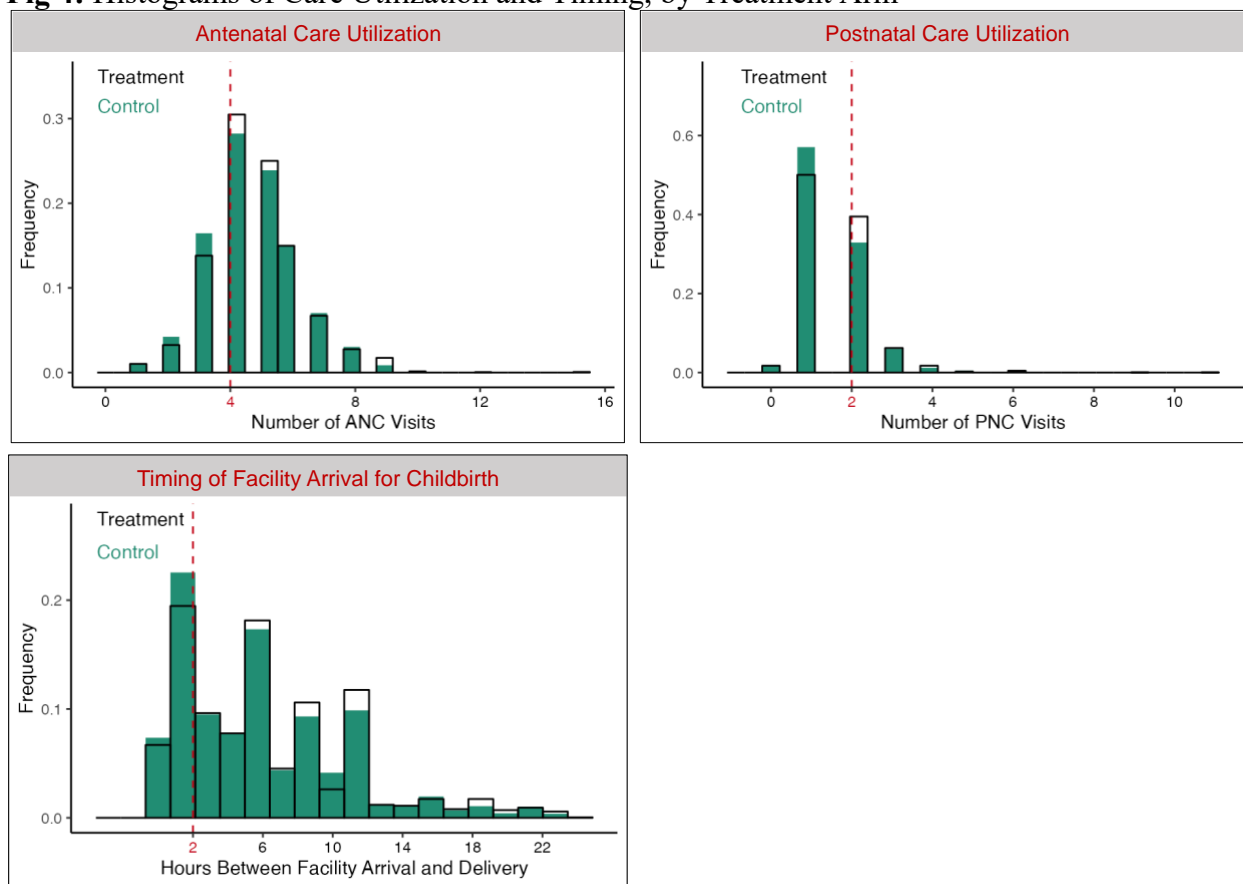 Fig 4. Histograms of Care Utilization and Timing, by Treatment Arm
Antenatal Care Utilization
Treatment
Control
0.3
0.2
0.1
0.0
Frequency
0 4 8 12 16
Number of ANC Visits
Postnatal Care Utilization
Treatment
Control
0.6
0.4
0.2
0.0
Frequency
0 2 4 6 8 10
Number of PNC Visits
Timing of Facility Arrival for Childbirth
Treatment
Control
0.2
0.1
0.0
Frequency
2 6 10 14 18 22
Hours Between Facility Arrival and Delivery